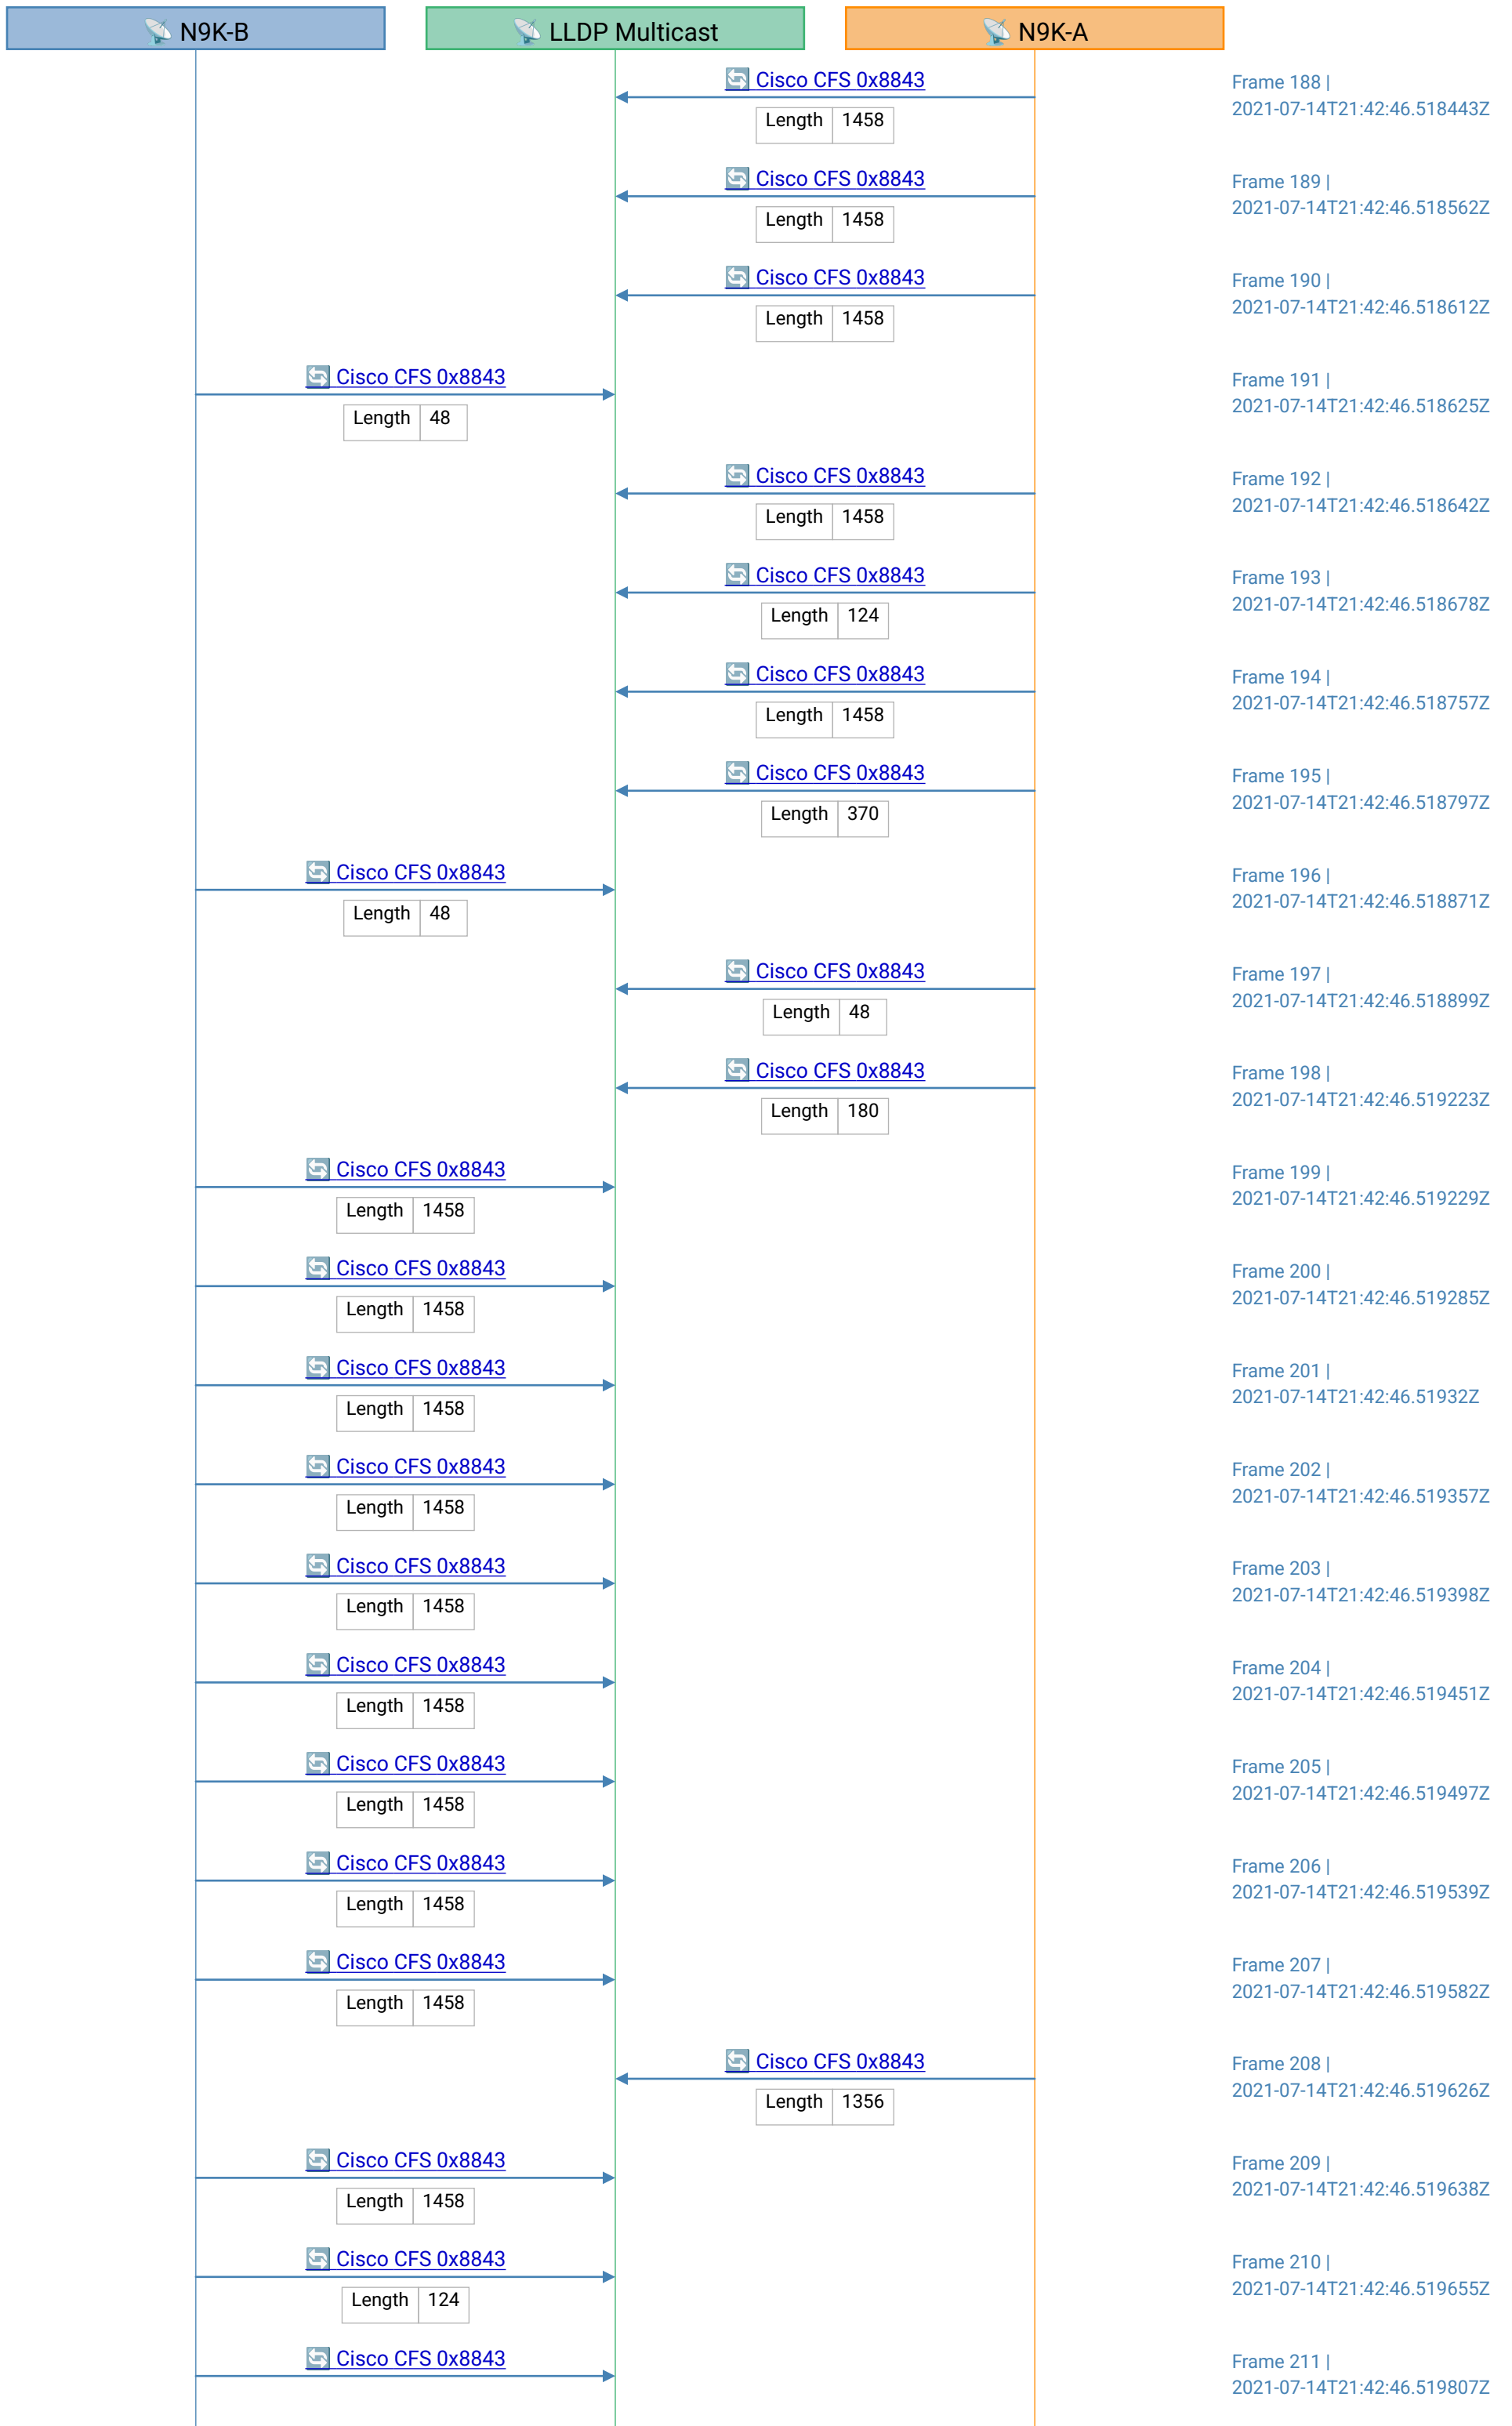 N9K-B
LLDP Multicast
N9K-A
Cisco CFS 0x8843
Frame 188 |
2021-07-14T21:42:46.518443Z
Length 1458
Cisco CFS 0x8843
Frame 189 |
2021-07-14T21:42:46.518562Z
Length 1458
Cisco CFS 0x8843
Frame 190 |
2021-07-14T21:42:46.518612Z
Length 1458
Cisco CFS 0x8843
Frame 191 |
2021-07-14T21:42:46.518625Z
Length 48
Cisco CFS 0x8843
Frame 192 |
2021-07-14T21:42:46.518642Z
Length 1458
Cisco CFS 0x8843
Frame 193 |
2021-07-14T21:42:46.518678Z
Length 124
Cisco CFS 0x8843
Frame 194 |
2021-07-14T21:42:46.518757Z
Length 1458
Cisco CFS 0x8843
Frame 195 |
2021-07-14T21:42:46.518797Z
Length 370
Cisco CFS 0x8843
Frame 196 |
2021-07-14T21:42:46.518871Z
Length 48
Cisco CFS 0x8843
Frame 197 |
2021-07-14T21:42:46.518899Z
Length 48
Cisco CFS 0x8843
Frame 198 |
2021-07-14T21:42:46.519223Z
Length 180
Cisco CFS 0x8843
Frame 199 |
2021-07-14T21:42:46.519229Z
Length 1458
Cisco CFS 0x8843
Frame 200 |
2021-07-14T21:42:46.519285Z
Length 1458
Cisco CFS 0x8843
Frame 201 |
2021-07-14T21:42:46.51932Z
Length 1458
Cisco CFS 0x8843
Frame 202 |
2021-07-14T21:42:46.519357Z
Length 1458
Cisco CFS 0x8843
Frame 203 |
2021-07-14T21:42:46.519398Z
Length 1458
Cisco CFS 0x8843
Frame 204 |
2021-07-14T21:42:46.519451Z
Length 1458
Cisco CFS 0x8843
Frame 205 |
2021-07-14T21:42:46.519497Z
Length 1458
Cisco CFS 0x8843
Frame 206 |
2021-07-14T21:42:46.519539Z
Length 1458
Cisco CFS 0x8843
Frame 207 |
2021-07-14T21:42:46.519582Z
Length 1458
Cisco CFS 0x8843
Frame 208 |
2021-07-14T21:42:46.519626Z
Length 1356
Cisco CFS 0x8843
Frame 209 |
2021-07-14T21:42:46.519638Z
Length 1458
Cisco CFS 0x8843
Frame 210 |
2021-07-14T21:42:46.519655Z
Length 124
Cisco CFS 0x8843
Frame 211 |
2021-07-14T21:42:46.519807Z